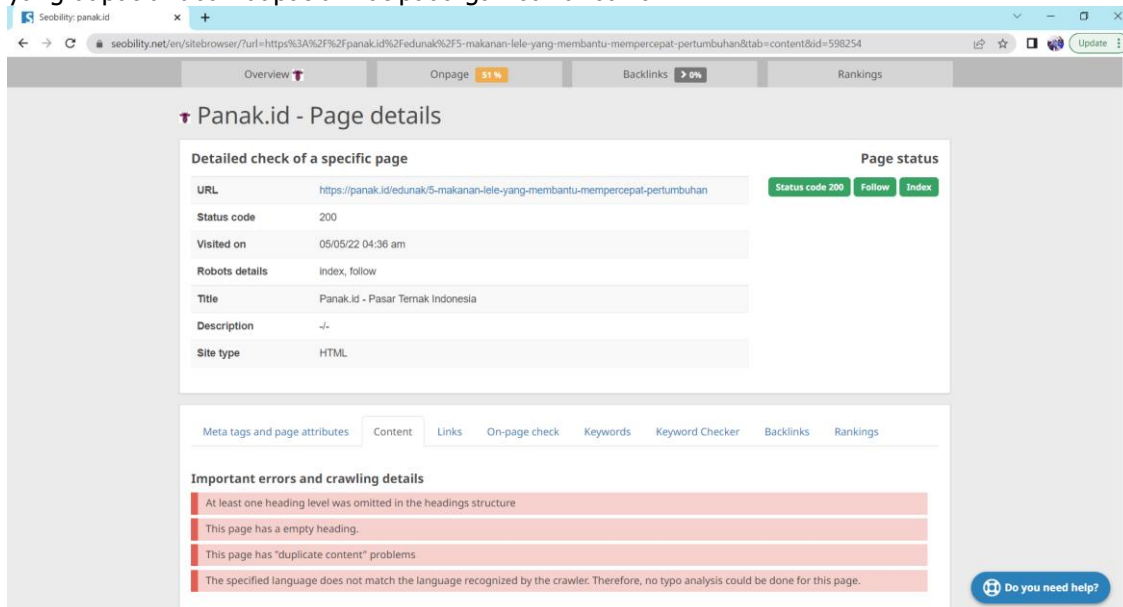 Seobility: panak.id
seobility.net/en/sitebrowser/?url=https%3A%2F%2Fpanak.id%2Fedunak%2F5-makanan-lele-yang-membantu-mempercepat-pertumbuhan&tab=content&id=598254
Update
Overview
Onpage 51 %
Backlinks > 0%
Rankings
Panak.id - Page details
Detailed check of a specific page
Page status
URL https://panak.id/edunak/5-makanan-lele-yang-membantu-mempercepat-pertumbuhan
Status code 200 Follow Index
Status code 200
Visited on 05/05/22 04:36 am
Robots details index, follow
Title Panak.id - Pasar Ternak Indonesia
Description -/-
Site type HTML
Meta tags and page attributes Content Links On-page check Keywords Keyword Checker Backlinks Rankings
Important errors and crawling details
At least one heading level was omitted in the headings structure
This page has a empty heading.
This page has "duplicate content" problems
The specified language does not match the language recognized by the crawler. Therefore, no typo analysis could be done for this page.
Do you need help?